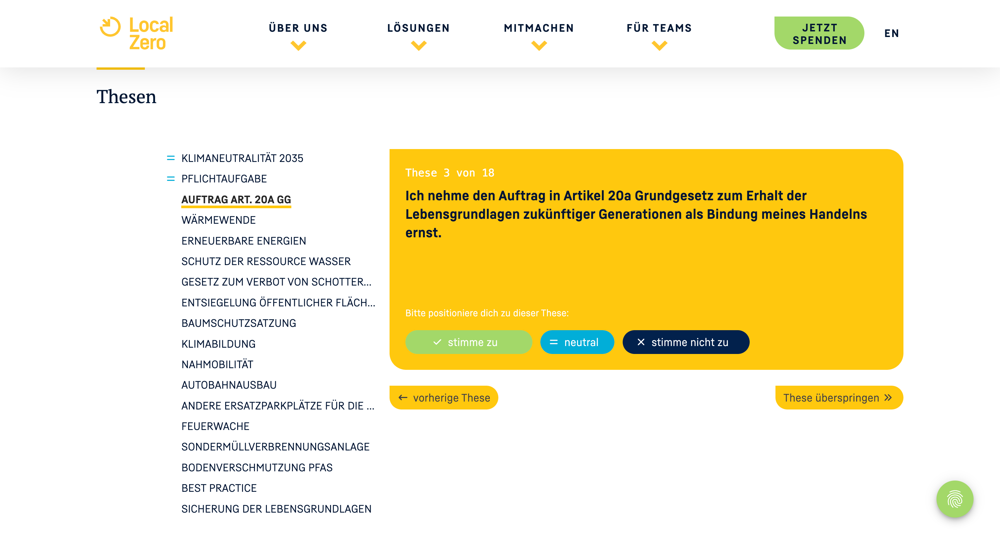 Local
Zero
ÜBER UNS
LÖSUNGEN
MITMACHEN
FÜR TEAMS
JETZT
SPENDEN
EN
Thesen
KLIMANEUTRALITÄT 2035
PFLICHTAUFGABE
AUFTRAG ART. 20A GG
WÄRMEWENDE
ERNEUERBARE ENERGIEN
SCHUTZ DER RESSOURCE WASSER
GESETZ ZUM VERBOT VON SCHOTTER...
ENTSIEGELUNG ÖFFENTLICHER FLÄCH...
BAUMSCHUTZSATZUNG
KLIMABILDUNG
NAHMOBILITÄT
AUTOBAHNAUSBAU
ANDERE ERSATZPARKPLÄTZE FÜR DIE ...
FEUERWACHE
SONDERMÜLLVERBRENNUNGSANLAGE
BODENVERSCHMUTZUNG PFAS
BEST PRACTICE
SICHERUNG DER LEBENSGRUNDLAGEN
These 3 von 18
Ich nehme den Auftrag in Artikel 20a Grundgesetz zum Erhalt der
Lebensgrundlagen zukünftiger Generationen als Bindung meines Handelns
ernst.
Bitte positioniere dich zu dieser These:
stimme zu
neutral
stimme nicht zu
vorherige These
These überspringen